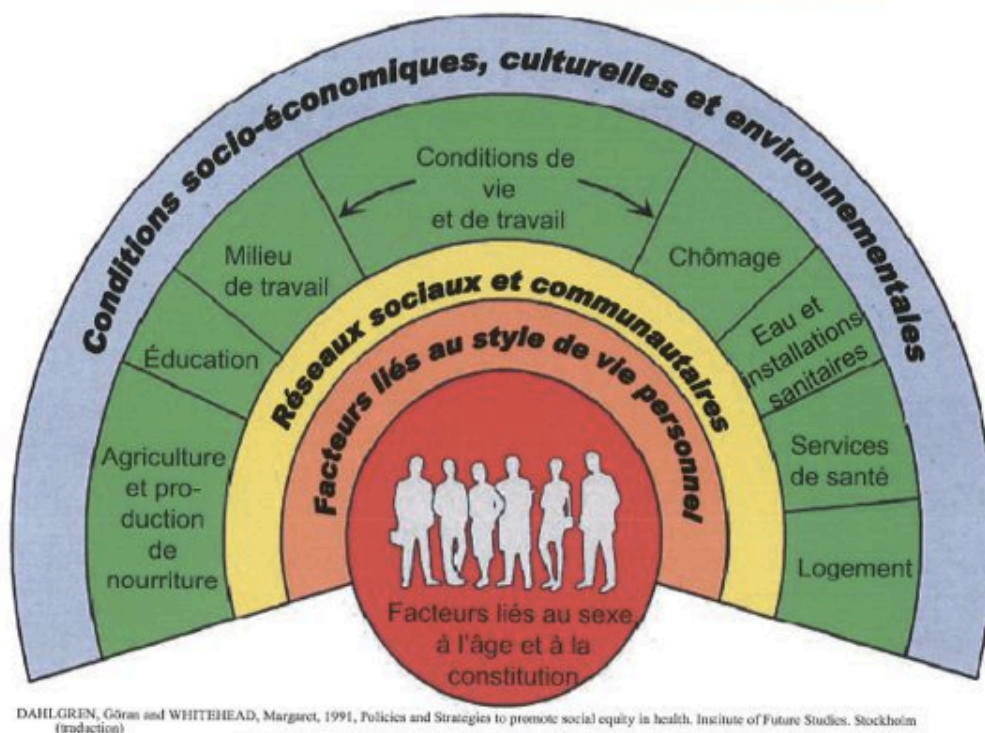 Conditions socio-économiques, culturelles et environnementales
Conditions de
vie
et de travail
Milieu
de travail
Éducation
Agriculture
et pro-
duction
de
nourriture
Chômage
Eau et
installations
sanitaires
Services
de santé
Logement
Réseaux sociaux et communautaires
Facteurs liés au style de vie personnel
Facteurs liés au sexe,
à l'âge et à la
constitution
DAHLGREN, Göran and WHITEHEAD, Margaret, 1991, Policies and Strategies to promote social equity in health. Institute of Future Studies. Stockholm
(traduction)